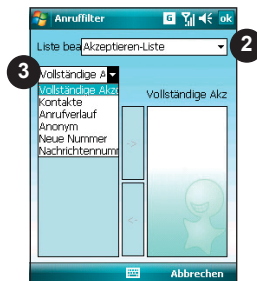 Anruffilter
G
ok
Liste bea Akzeptieren-Liste
2
3
Vollständige A
Vollständige Akz
Vollständige Akz
Kontakte
Anrufverlauf
Anonym
Neue Nummer
Nachrichtennumm
->
<-
Abbrechen